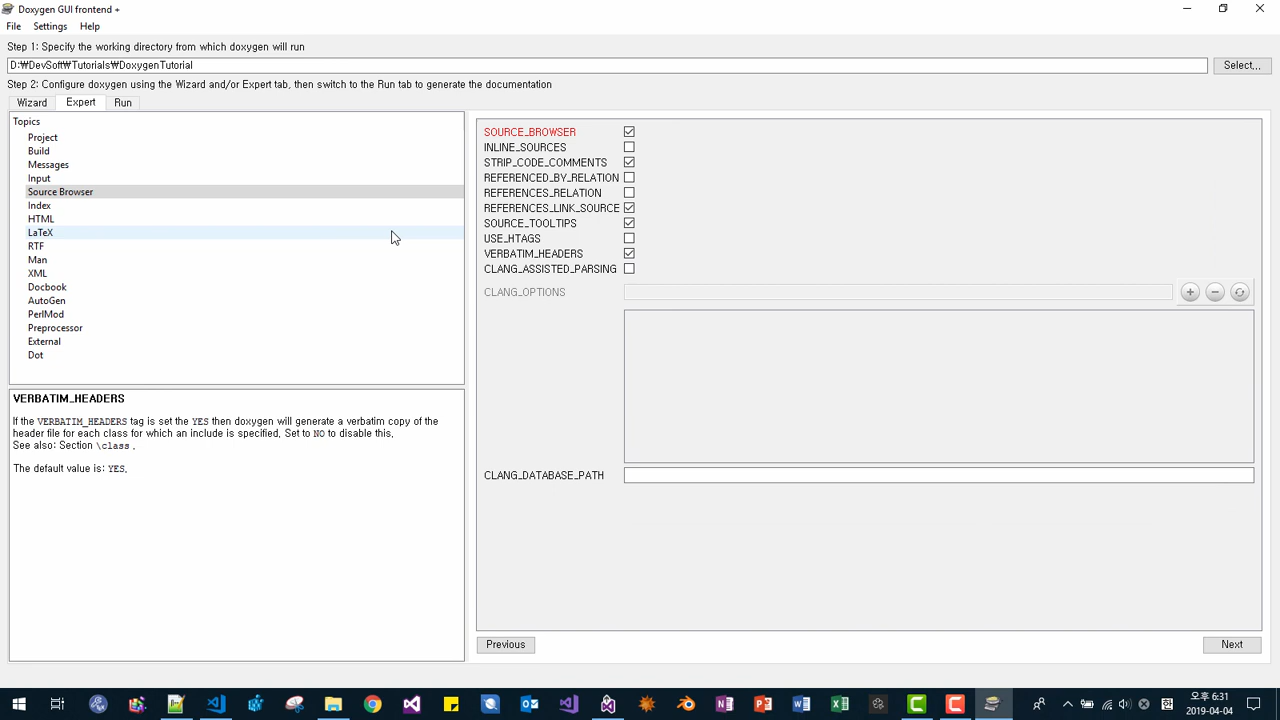 Doxygen GUI frontend +
File Settings Help
Step 1: Specify the working directory from which doxygen will run
D:₩DevSoft₩Tutorials₩DoxygenTutorial
Select...
Step 2: Configure doxygen using the Wizard and/or Expert tab, then switch to the Run tab to generate the documentation
Wizard Expert Run
Topics
Project
Build
Messages
Input
Source Browser
Index
HTML
LaTeX
RTF
Man
XML
Docbook
AutoGen
PerlMod
Preprocessor
External
Dot
VERBATIM_HEADERS
If the VERBATIM_HEADERS tag is set the YES then doxygen will generate a verbatim copy of the
header file for each class for which an include is specified. Set to NO to disable this.
See also: Section \class .
The default value is: YES.
SOURCE_BROWSER
INLINE_SOURCES
STRIP_CODE_COMMENTS
REFERENCED_BY_RELATION
REFERENCES_RELATION
REFERENCES_LINK_SOURCE
SOURCE_TOOLTIPS
USE_HTAGS
VERBATIM_HEADERS
CLANG_ASSISTED_PARSING
CLANG_OPTIONS
CLANG_DATABASE_PATH
Previous
Next
오후 6:31
2019-04-04